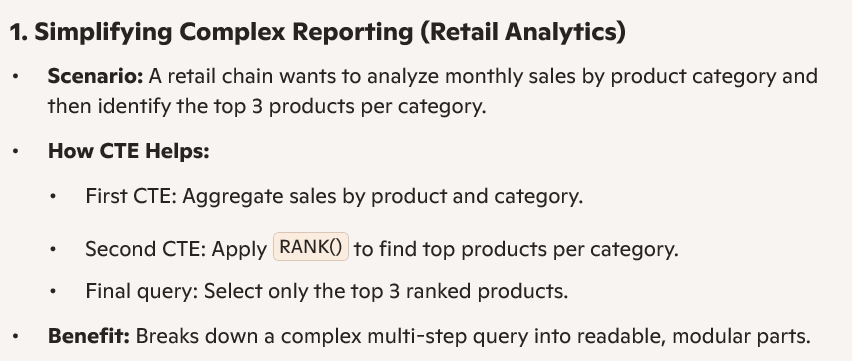 1. Simplifying Complex Reporting (Retail Analytics)
• Scenario: A retail chain wants to analyze monthly sales by product category and
then identify the top 3 products per category.
• How CTE Helps:
• First CTE: Aggregate sales by product and category.
• Second CTE: Apply RANK() to find top products per category.
• Final query: Select only the top 3 ranked products.
• Benefit: Breaks down a complex multi-step query into readable, modular parts.